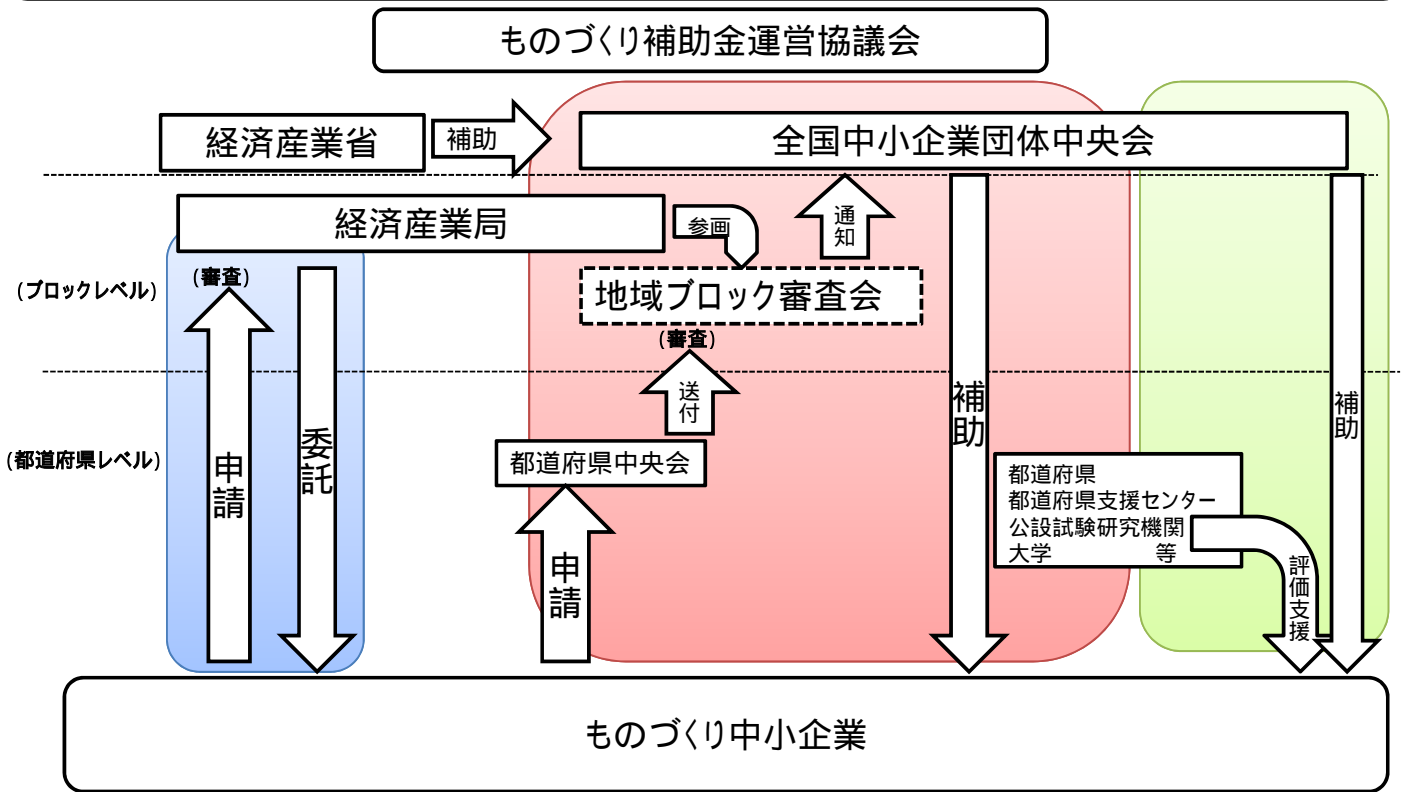 ものづくり補助金運営協議会
経済産業省
補助
全国中小企業団体中央会
経済産業局
参画
通知
(ブロックレベル)
(審査)
地域ブロック審査会
(審査)
送付
(都道府県レベル)
申請
委託
都道府県中央会
申請
補助
都道府県
都道府県支援センター
公設試験研究機関
大学 等
評価支援
補助
ものづくり中小企業